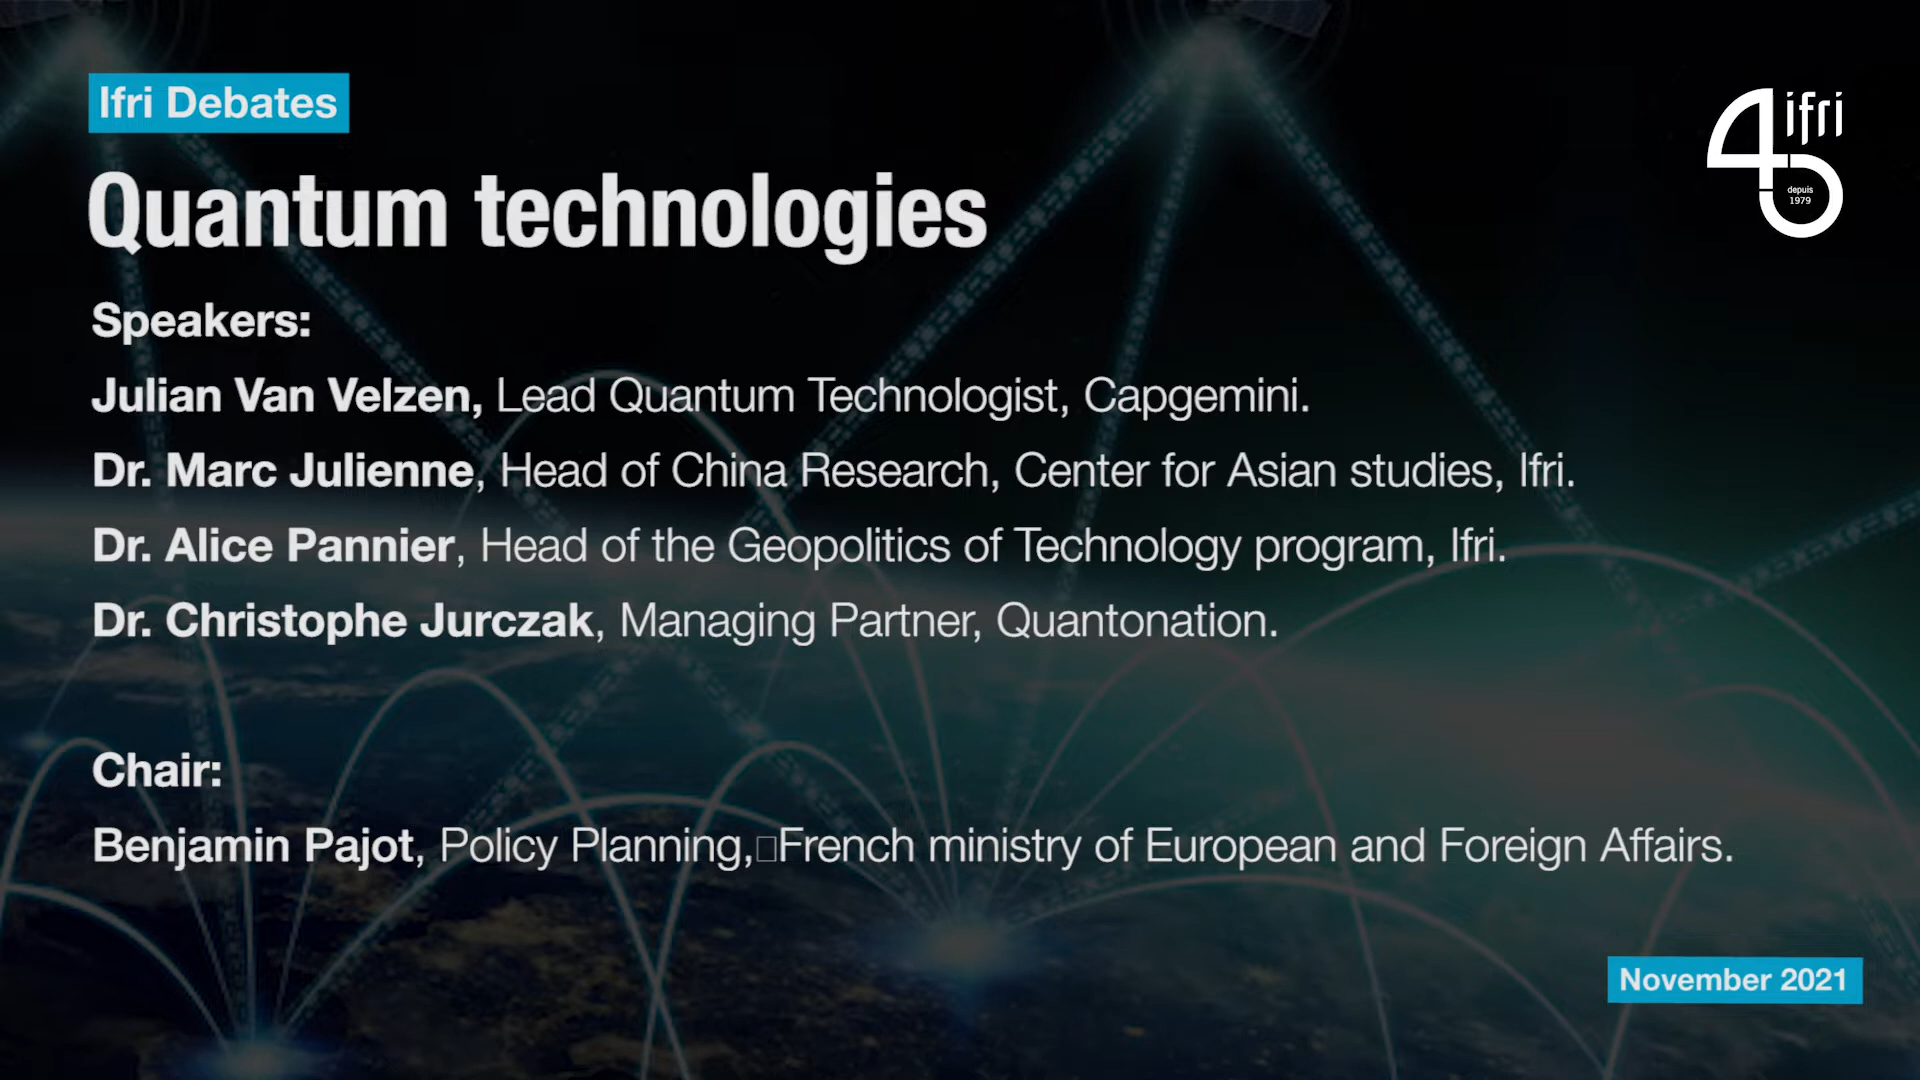 Ifri Debates
45 ifri
depuis
1979
Quantum technologies
Speakers:
Julian Van Velzen, Lead Quantum Technologist, Capgemini.
Dr. Marc Julienne, Head of China Research, Center for Asian studies, Ifri.
Dr. Alice Pannier, Head of the Geopolitics of Technology program, Ifri.
Dr. Christophe Jurczak, Managing Partner, Quantonation.
Chair:
Benjamin Pajot, Policy Planning,□French ministry of European and Foreign Affairs.
November 2021